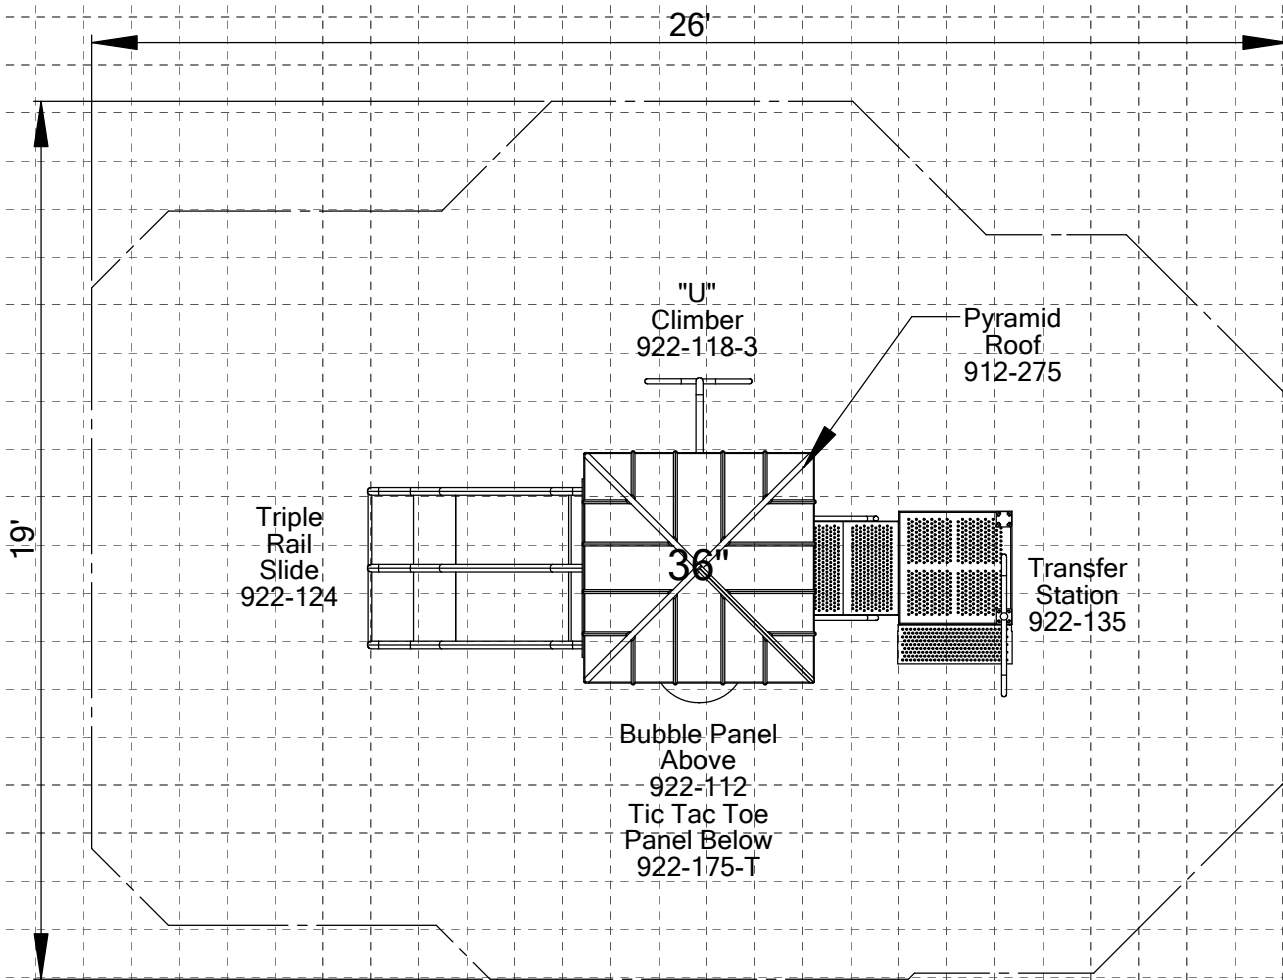 26'
19'
"U"
Climber
922-118-3
Pyramid
Roof
912-275
Triple
Rail
Slide
922-124
36"
Transfer
Station
922-135
Bubble Panel
Above
922-112
Tic Tac Toe
Panel Below
922-175-T